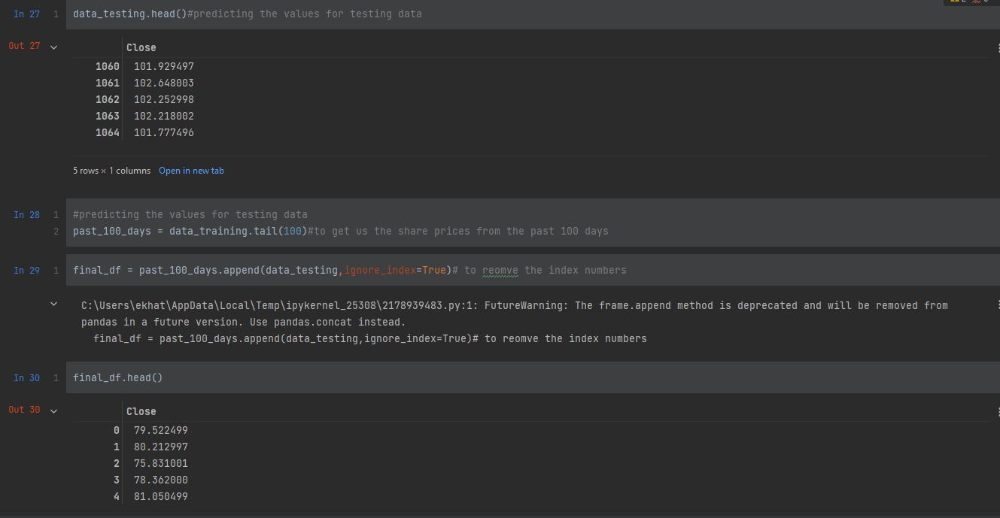 In 27 1 data_testing.head()#predicting the values for testing data
Out 27
Close
1060 101.929497
1061 102.648003
1062 102.252998
1063 102.218002
1064 101.777496
5 rows × 1 columns Open in new tab
In 28 1 #predicting the values for testing data
2 past_100_days = data_training.tail(100)#to get us the share prices from the past 100 days
In 29 1 final_df = past_100_days.append(data_testing,ignore_index=True)# to reomve the index numbers
C:\Users\ekhat\AppData\Local\Temp\ipykernel_25308\2178939483.py:1: FutureWarning: The frame.append method is deprecated and will be removed from
pandas in a future version. Use pandas.concat instead.
final_df = past_100_days.append(data_testing,ignore_index=True)# to reomve the index numbers
In 30 1 final_df.head()
Out 30
Close
0 79.522499
1 80.212997
2 75.831001
3 78.362000
4 81.050499